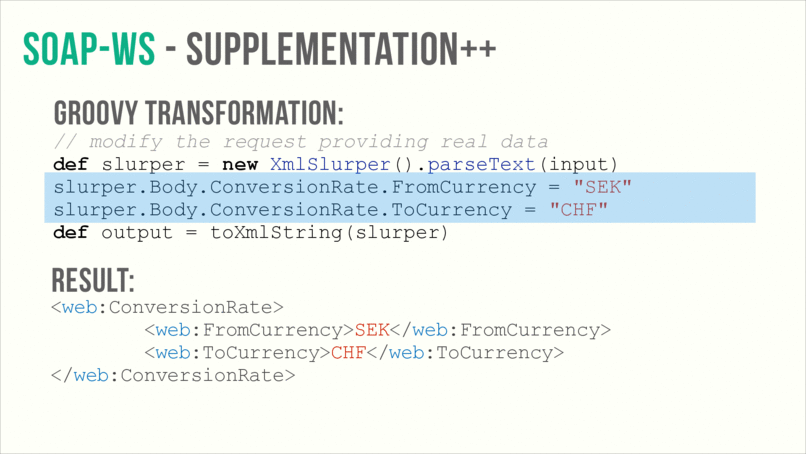 SOAP-WS - SUPPLEMENTATION++
GROOVY TRANSFORMATION:
// modify the request providing real data
def slurper = new XmlSlurper().parseText(input)
slurper.Body.ConversionRate.FromCurrency = "SEK"
slurper.Body.ConversionRate.ToCurrency = "CHF"
def output = toXmlString(slurper)
RESULT:
<web:ConversionRate>
<web:FromCurrency>SEK</web:FromCurrency>
<web:ToCurrency>CHF</web:ToCurrency>
</web:ConversionRate>